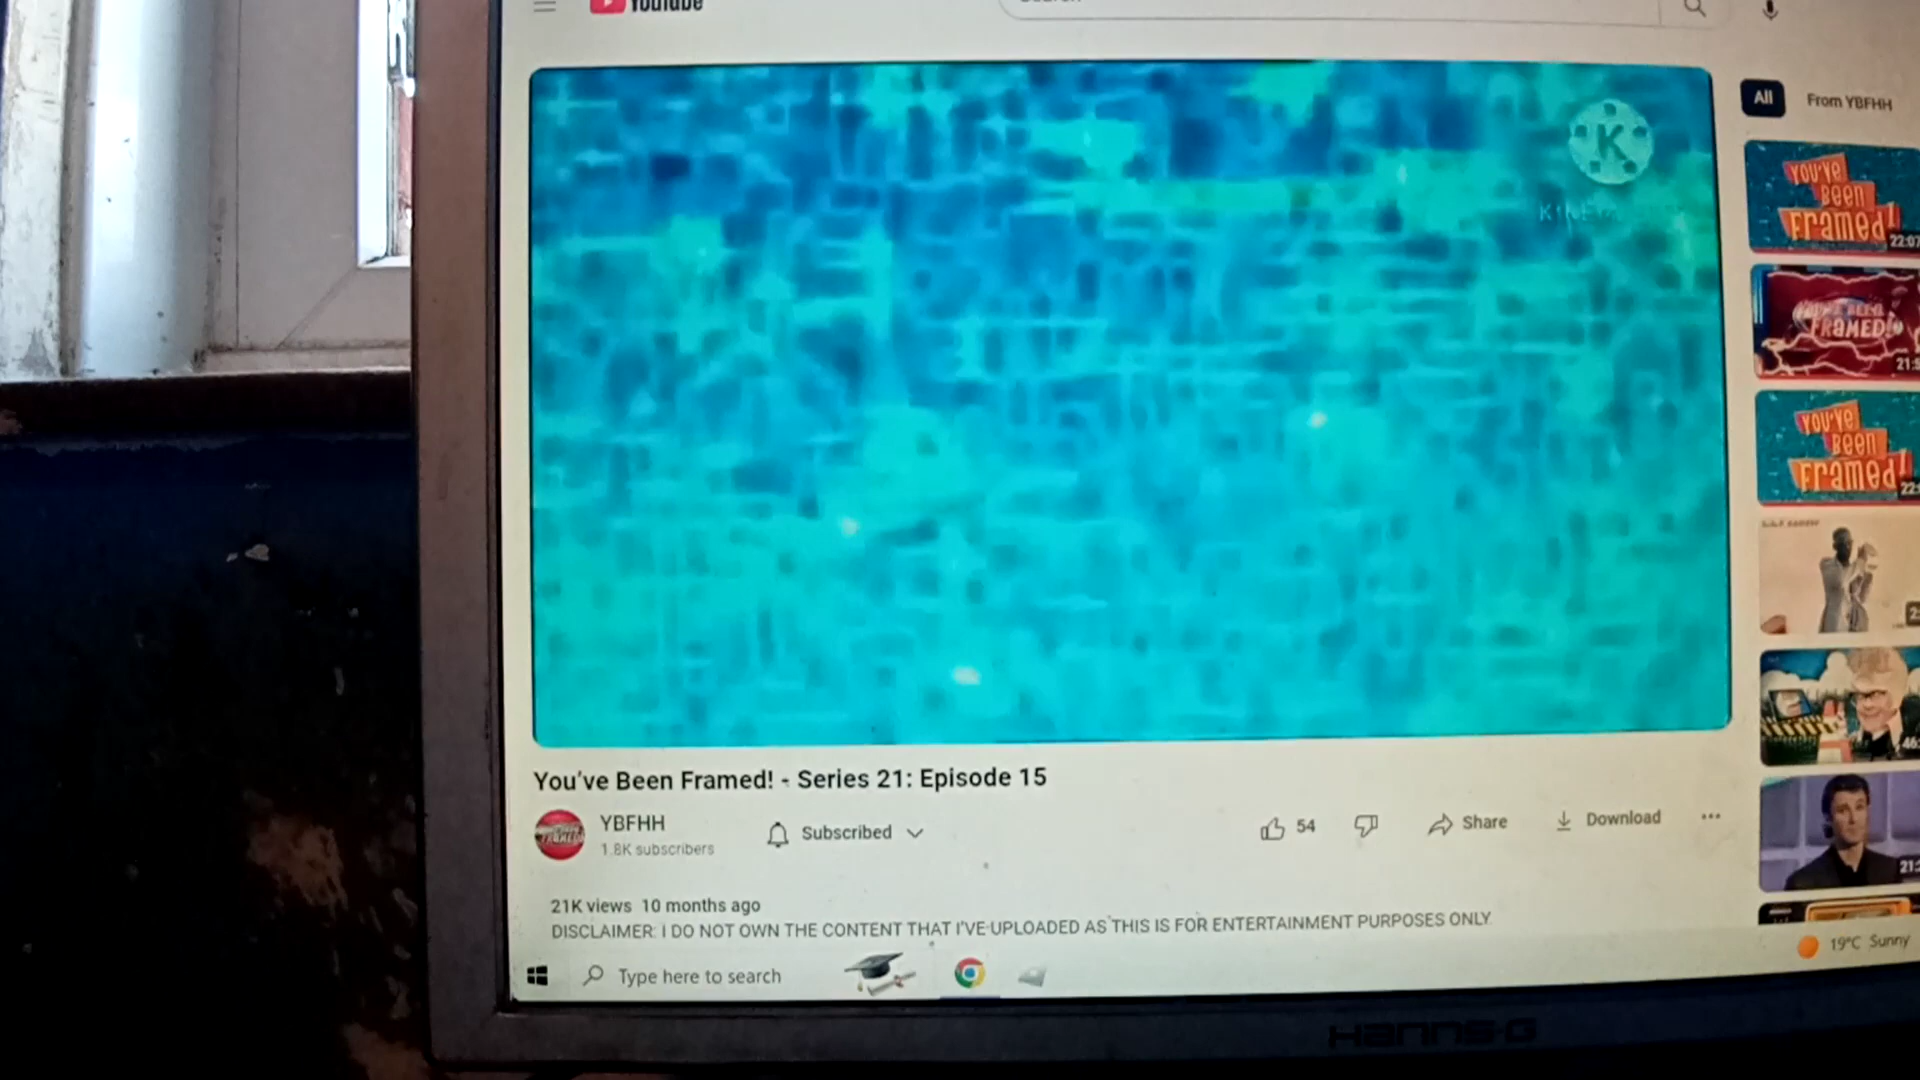 YouTube
All
From YBFHH
K
YOU'VE
BEEN
FRAMED!
22:07
FRAMED!
YOU'VE
BEEN
FRAMED!
You've Been Framed! - Series 21: Episode 15
YBFHH
1.8K subscribers
Subscribed
54
Share
Download
21K views 10 months ago
DISCLAIMER: I DO NOT OWN THE CONTENT THAT I'VE UPLOADED AS THIS IS FOR ENTERTAINMENT PURPOSES ONLY.
Type here to search
19°C Sunny
HANNS-G